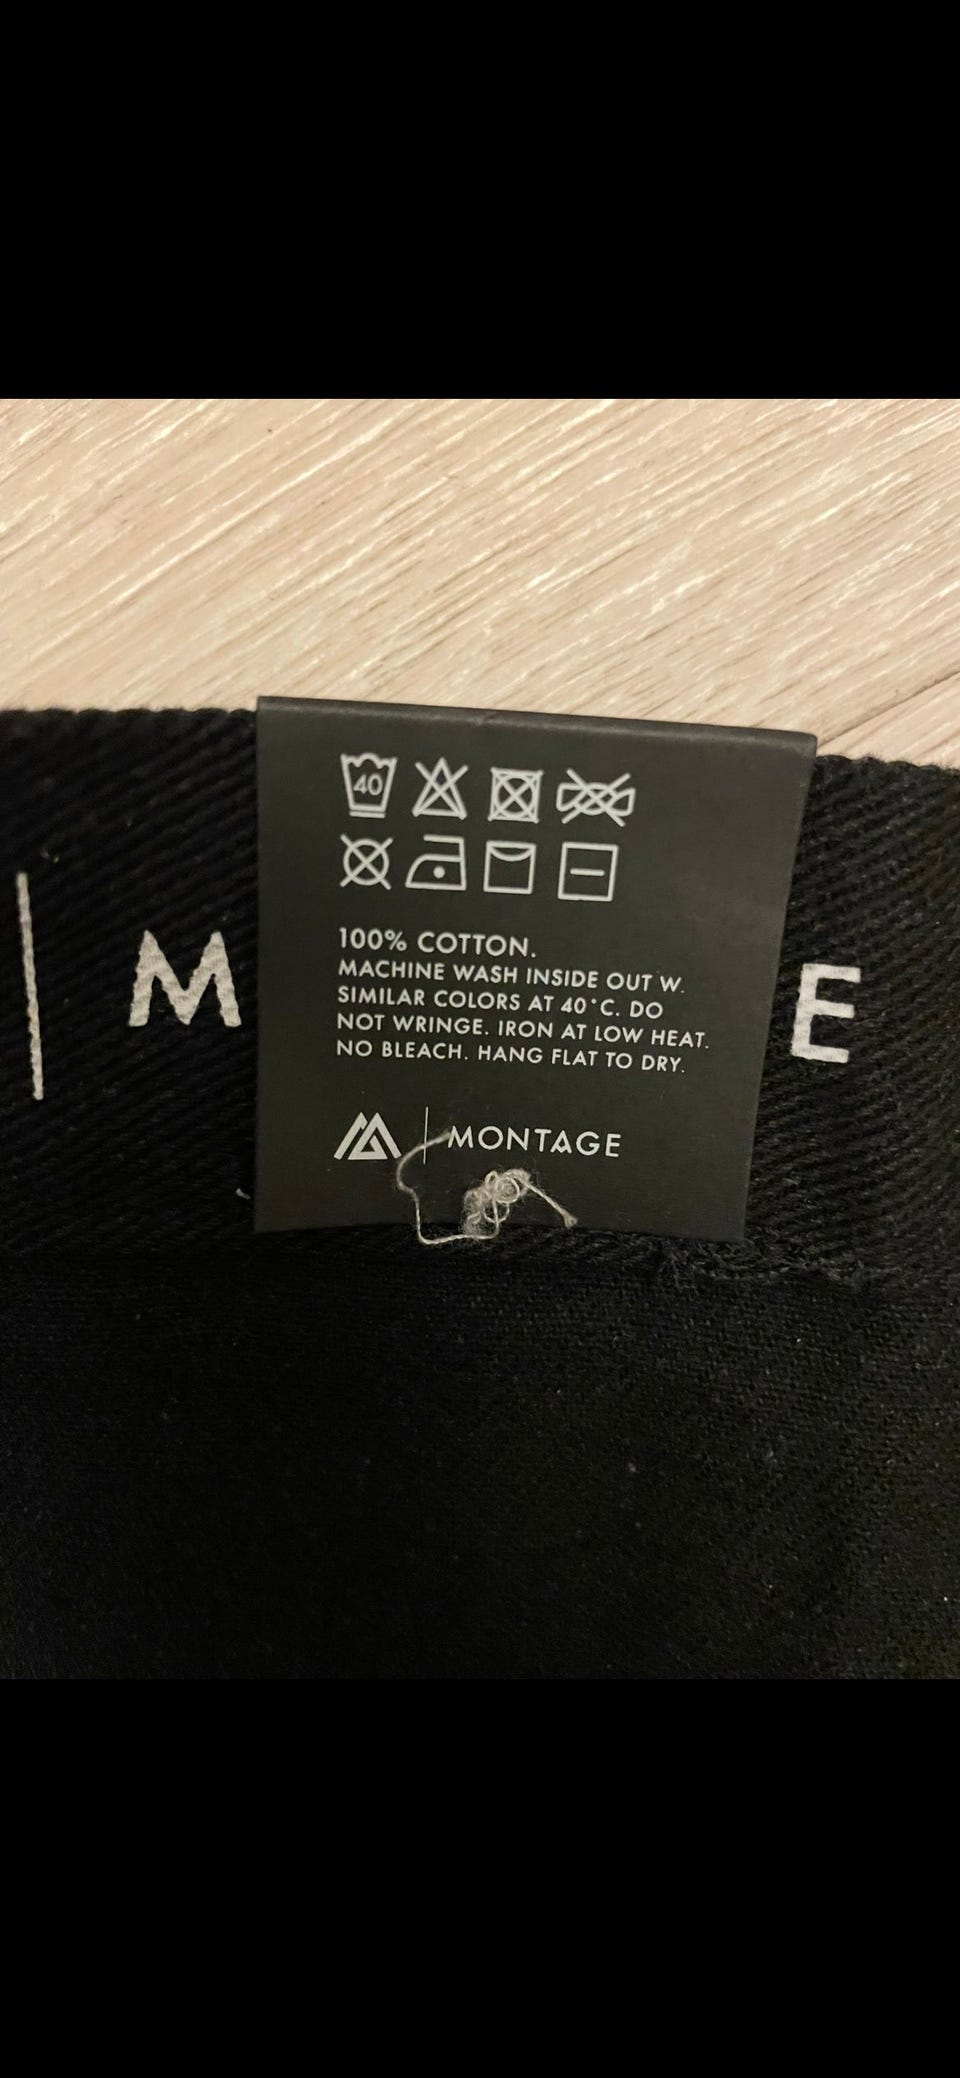 40
100% COTTON.
MACHINE WASH INSIDE OUT W.
SIMILAR COLORS AT 40°C. DO
NOT WRINGE. IRON AT LOW HEAT.
NO BLEACH. HANG FLAT TO DRY.
MONTAGE
M E